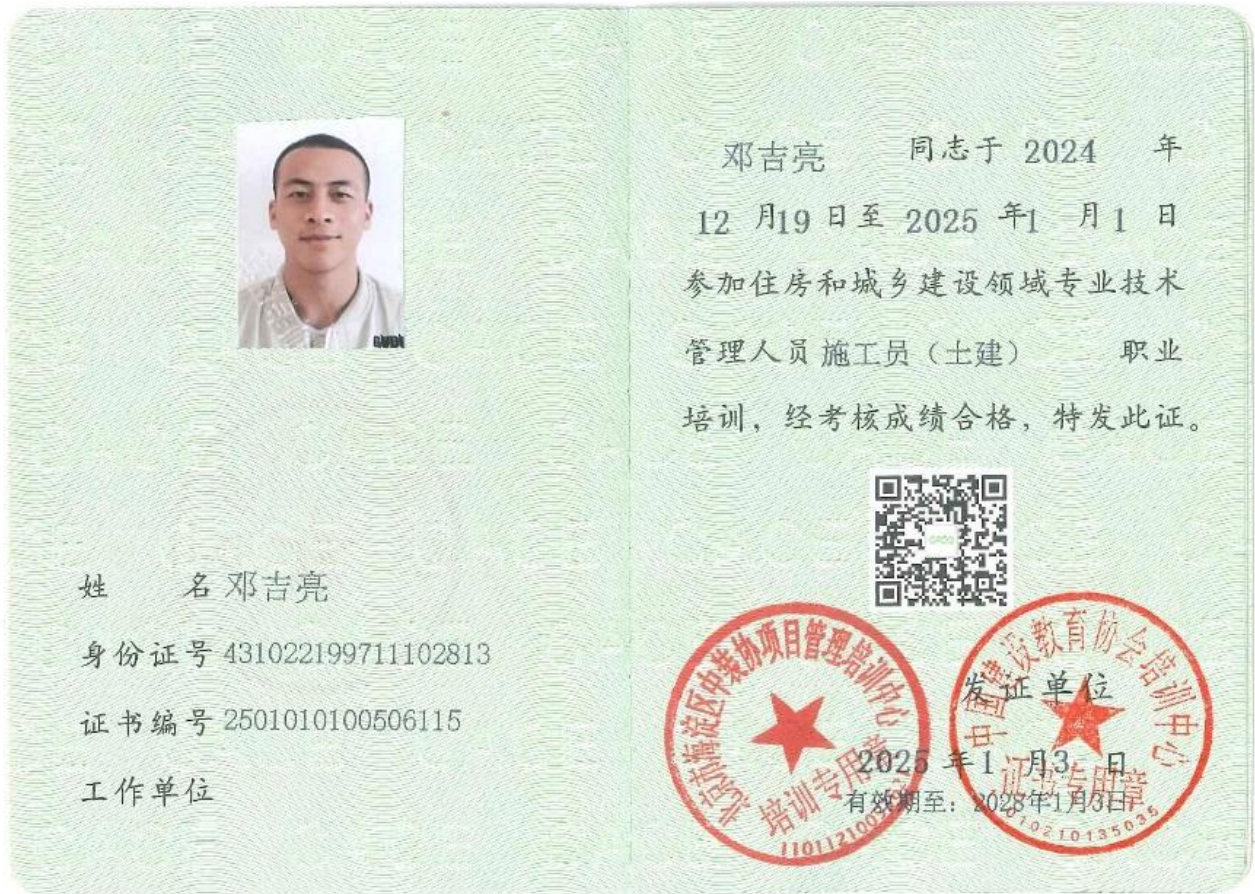 邓吉亮 同志于 2024 年
12 月19 日至 2025 年1 月1 日
参加住房和城乡建设领域专业技术
管理人员 施工员（土建） 职业
培训，经考核成绩合格，特发此证。
姓 名 邓吉亮
身份证号 431022199711102813
证书编号 2501010100506115
工作单位
北京市海淀区中装协项目管理培训中心
培训专用章
中国建设教育协会培训中心
证书专用章
发证单位
2025 年1 月3 日
有效期至：2028年1月3日